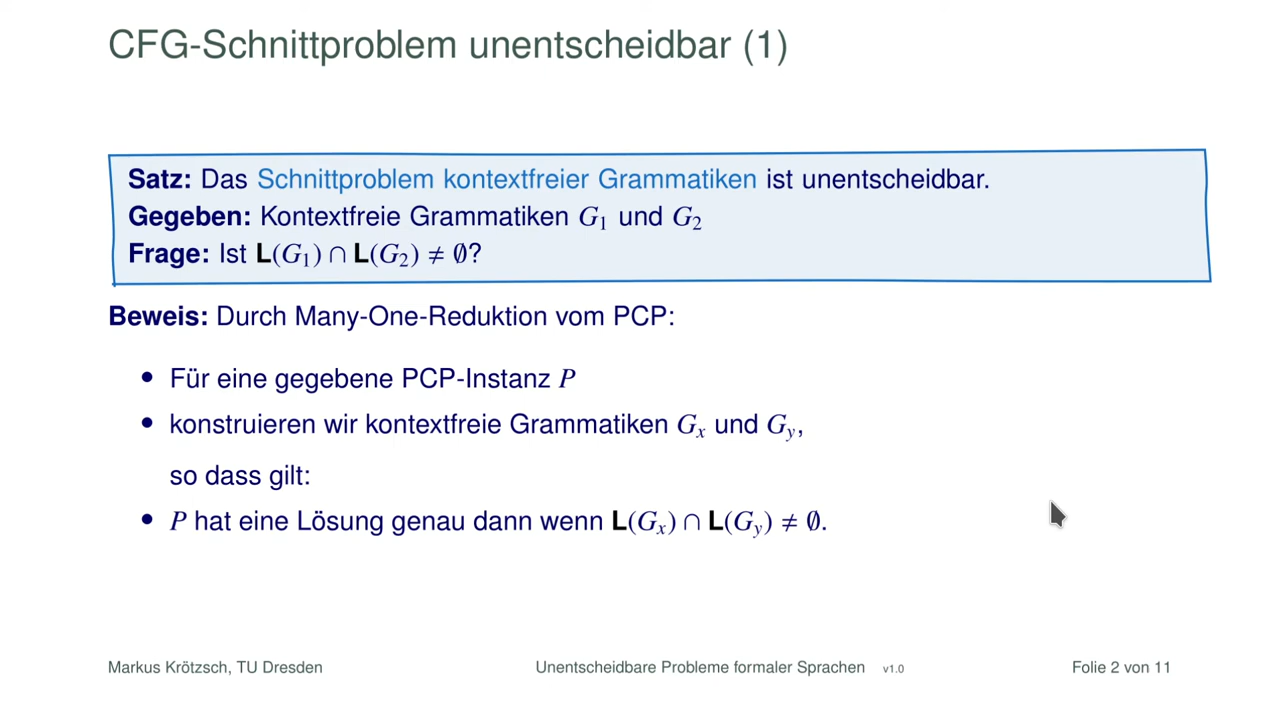 CFG-Schnittproblem unentscheidbar (1)
Satz: Das Schnittproblem kontextfreier Grammatiken ist unentscheidbar.
Gegeben: Kontextfreie Grammatiken G₁ und G₂
Frage: Ist L(G₁) ∩ L(G₂) ≠ ∅?
Beweis: Durch Many-One-Reduktion vom PCP:
• Für eine gegebene PCP-Instanz P
• konstruieren wir kontextfreie Grammatiken Gₓ und Gᵧ,
so dass gilt:
• P hat eine Lösung genau dann wenn L(Gₓ) ∩ L(Gᵧ) ≠ ∅.
Markus Krötzsch, TU Dresden Unentscheidbare Probleme formaler Sprachen v1.0 Folie 2 von 11